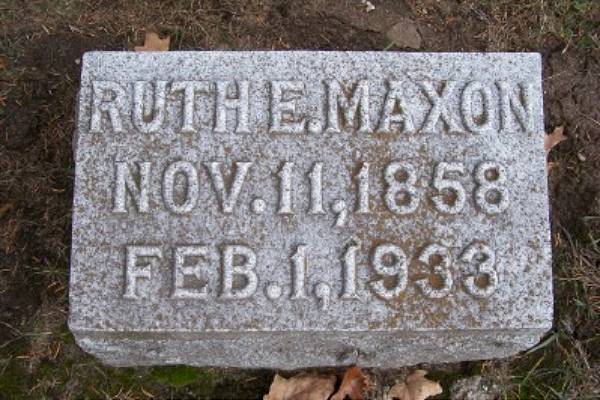 RUTH E. MAXON
NOV. 11, 1858
FEB. 1, 1933